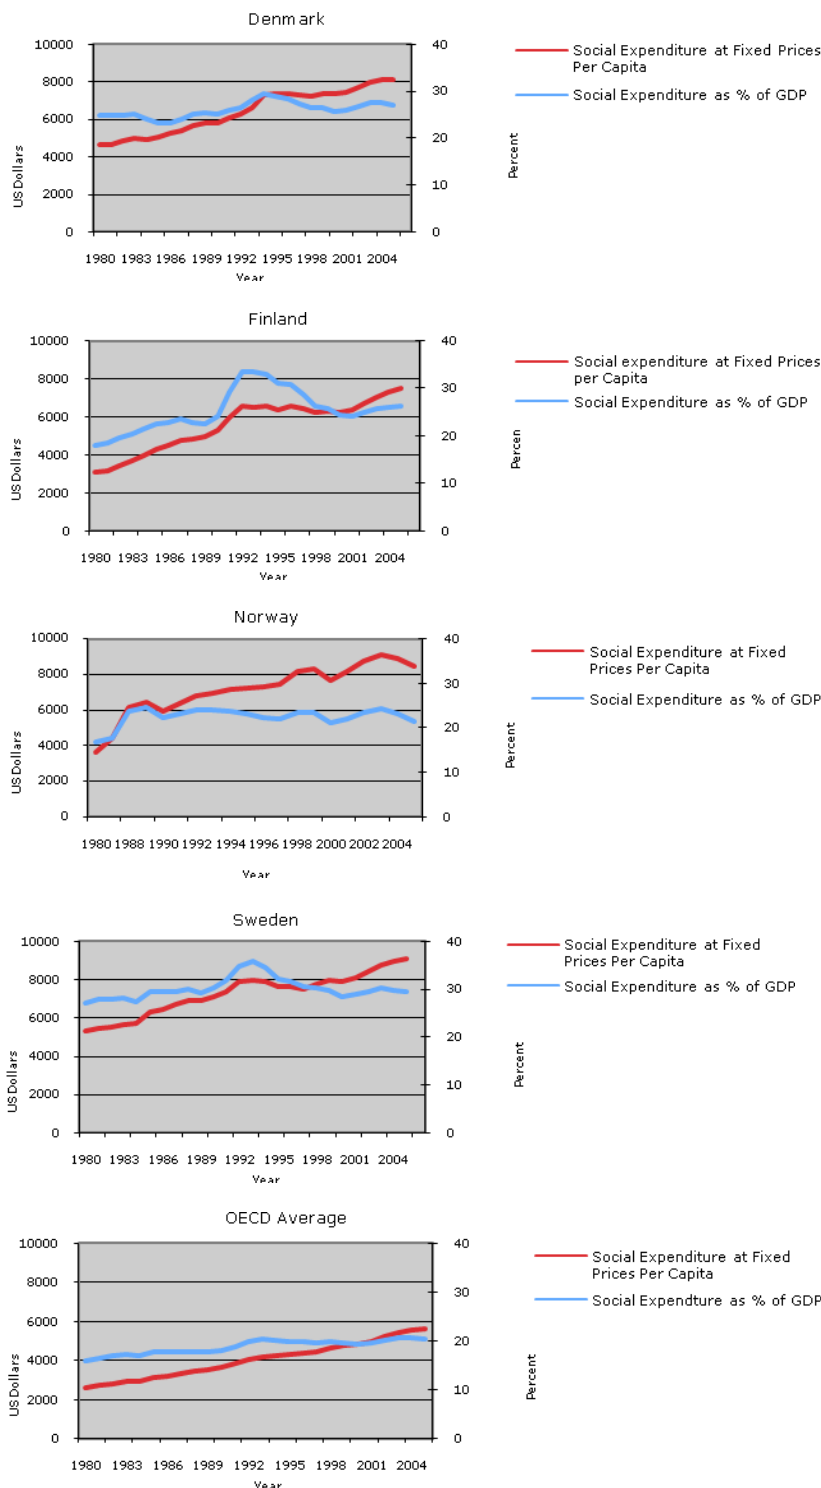 Denmark
10000
8000
6000
4000
2000
0
US Dollars
40
30
20
10
0
Percent
1980 1983 1986 1989 1992 1995 1998 2001 2004
Year
Social Expenditure at Fixed Prices
Per Capita
Social Expenditure as % of GDP
Finland
10000
8000
6000
4000
2000
0
US Dollars
40
30
20
10
0
Percen
1980 1983 1986 1989 1992 1995 1998 2001 2004
Year
Social expenditure at Fixed Prices
per Capita
Social Expenditure as % of GDP
Norway
10000
8000
6000
4000
2000
0
US Dollars
40
30
20
10
0
Percent
1980 1988 1990 1992 1994 1996 1998 2000 2002 2004
Year
Social Expenditure at Fixed
Prices Per Capita
Social Expenditure as % of GDP
Sweden
10000
8000
6000
4000
2000
0
US Dollars
40
30
20
10
0
Percent
1980 1983 1986 1989 1992 1995 1998 2001 2004
Year
Social Expenditure at Fixed
Prices Per Capita
Social Expenditure as % of GDP
OECD Average
10000
8000
6000
4000
2000
0
US Dollars
40
30
20
10
0
Percent
1980 1983 1986 1989 1992 1995 1998 2001 2004
Year
Social Expenditure at Fixed
Prices Per Capita
Social Expendture as % of GDP